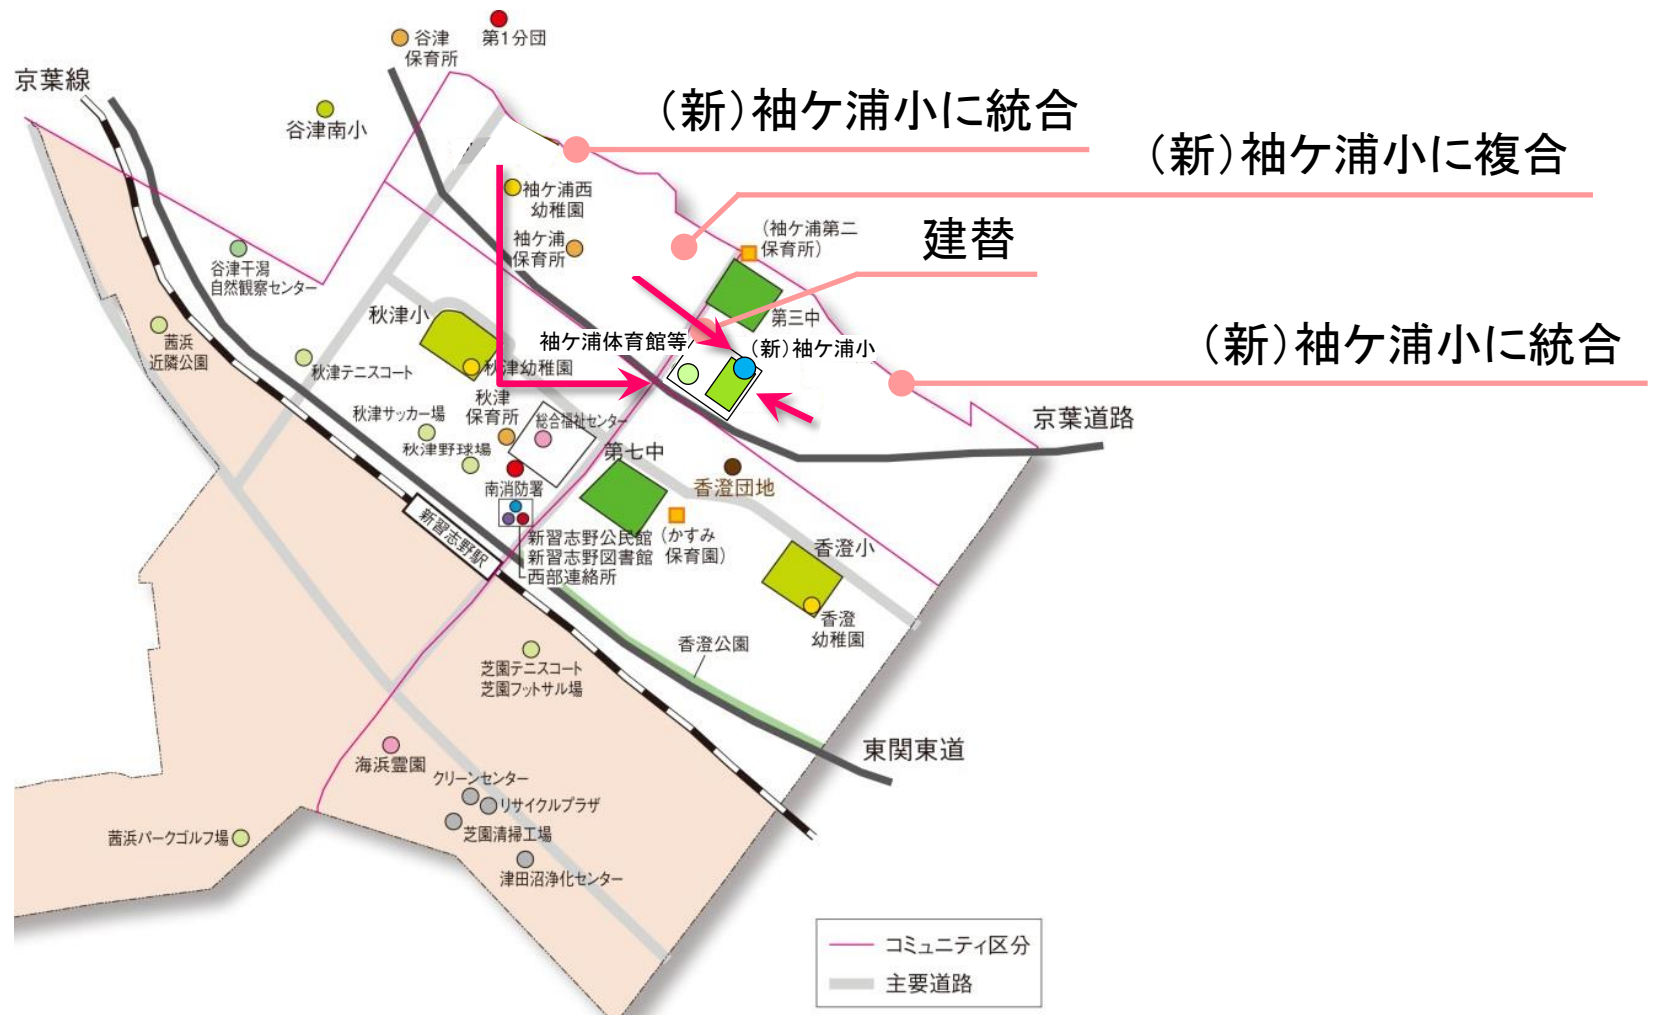 谷津
保育所
第1分団
京葉線
谷津南小
（新）袖ケ浦小に統合
（新）袖ケ浦小に複合
建替
（新）袖ケ浦小に統合
袖ケ浦西
幼稚園
袖ケ浦
保育所
（袖ケ浦第二
保育所）
谷津干潟
自然観察センター
第三中
秋津小
茜浜
近隣公園
袖ケ浦体育館等
（新）袖ケ浦小
秋津テニスコート
秋津幼稚園
秋津
保育所
秋津サッカー場
総合福祉センター
京葉道路
秋津野球場
第七中
南消防署
香澄団地
新習志野駅
新習志野公民館
新習志野図書館
西部連絡所
（かすみ
保育園）
香澄小
香澄
幼稚園
香澄公園
芝園テニスコート
芝園フットサル場
東関東道
海浜霊園
クリーンセンター
リサイクルプラザ
芝園清掃工場
茜浜パークゴルフ場
津田沼浄化センター
コミュニティ区分
主要道路